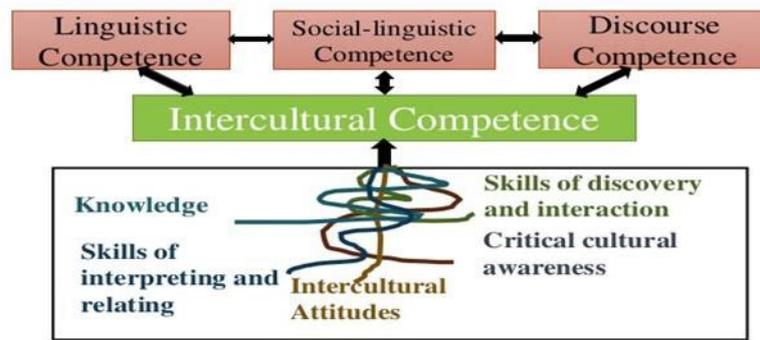 Linguistic
Competence
Social-linguistic
Competence
Discourse
Competence
Intercultural Competence
Knowledge
Skills of
interpreting and
relating
Intercultural
Attitudes
Skills of discovery
and interaction
Critical cultural
awareness